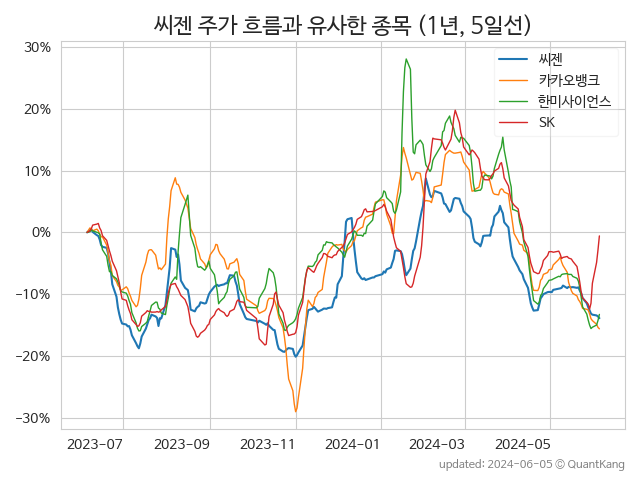 씨젠 주가 흐름과 유사한 종목 (1년, 5일선)
30%
20%
10%
0%
−10%
−20%
−30%
씨젠
카카오뱅크
한미사이언스
SK
2023-07
2023-09
2023-11
2024-01
2024-03
2024-05
updated: 2024-06-05 ⓒ QuantKang